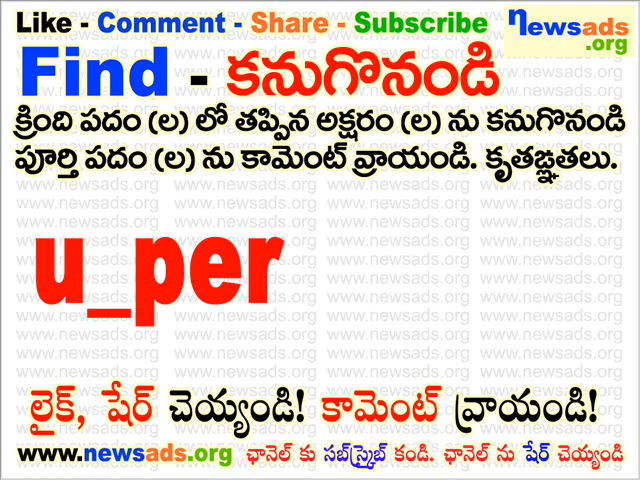 Like - Comment - Share - Subscribe
newsads
.org
Find - కనుగొనండి
క్రింది పదం (ల) లో తప్పిన అక్షరం (ల) ను కనుగొనండి
పూర్తి పదం (ల) ను కామెంట్ వ్రాయండి. కృతఙ్ఞతలు.
u_per
లైక్, షేర్ చెయ్యండి! కామెంట్ వ్రాయండి!
www.newsads.org ఛానెల్ కు సబ్‌స్క్రైబ్ కండి. ఛానెల్ ను షేర్ చెయ్యండి